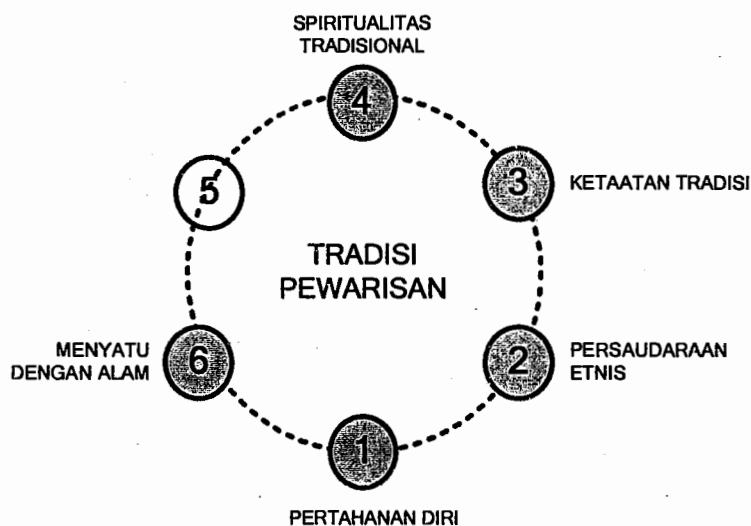 SPIRITUALITAS
TRADISIONAL
4
5
3
KETAATAN TRADISI
TRADISI
PEWARISAN
MENYATU
DENGAN ALAM
6
2
PERSAUDARAAN
ETNIS
1
PERTAHANAN DIRI